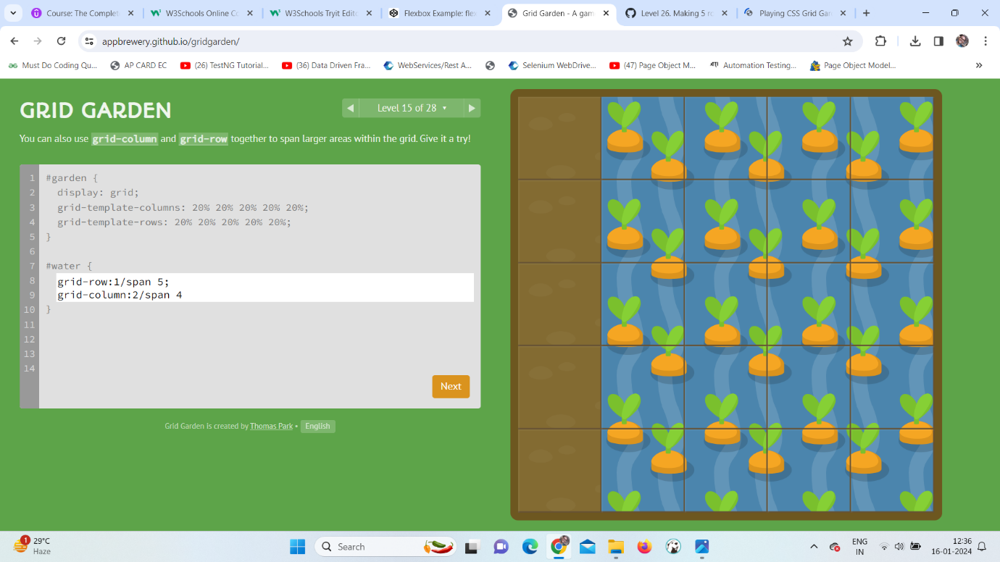 Course: The Complet
W3Schools Online Co
W3Schools Tryit Edito
Flexbox Example: flex
Grid Garden - A gam
Level 26. Making 5 ro
Playing CSS Grid Gar
appbrewery.github.io/gridgarden/
Must Do Coding Qu...
AP CARD EC
(26) TestNG Tutorial...
(36) Data Driven Fra...
WebServices/Rest A...
Selenium WebDrive...
(47) Page Object M...
Automation Testing...
Page Object Model...
»
GRID GARDEN
Level 15 of 28
You can also use grid-column and grid-row together to span larger areas within the grid. Give it a try!
1 #garden {
2 display: grid;
3 grid-template-columns: 20% 20% 20% 20% 20%;
4 grid-template-rows: 20% 20% 20% 20% 20%;
5 }
6
7 #water {
8 grid-row:1/span 5;
9 grid-column:2/span 4
10 }
11
12
13
14
Next
Grid Garden is created by Thomas Park • English
1
29°C
Haze
Search
ENG
IN
12:36
16-01-2024